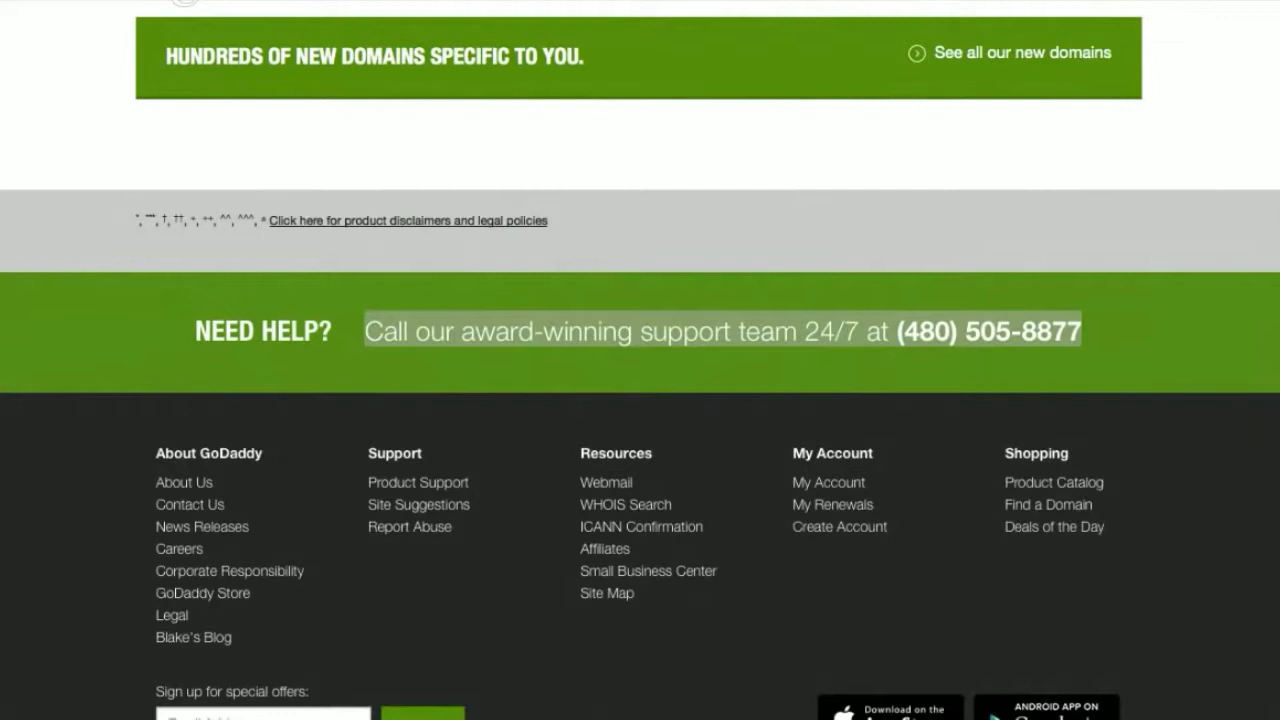 HUNDREDS OF NEW DOMAINS SPECIFIC TO YOU.
See all our new domains
Click here for product disclaimers and legal policies
NEED HELP? Call our award-winning support team 24/7 at (480) 505-8877
About GoDaddy
About Us
Contact Us
News Releases
Careers
Corporate Responsibility
GoDaddy Store
Legal
Blake's Blog
Support
Product Support
Site Suggestions
Report Abuse
Resources
Webmail
WHOIS Search
ICANN Confirmation
Affiliates
Small Business Center
Site Map
My Account
My Account
My Renewals
Create Account
Shopping
Product Catalog
Find a Domain
Deals of the Day
Sign up for special offers:
Download on the
ANDROID APP ON